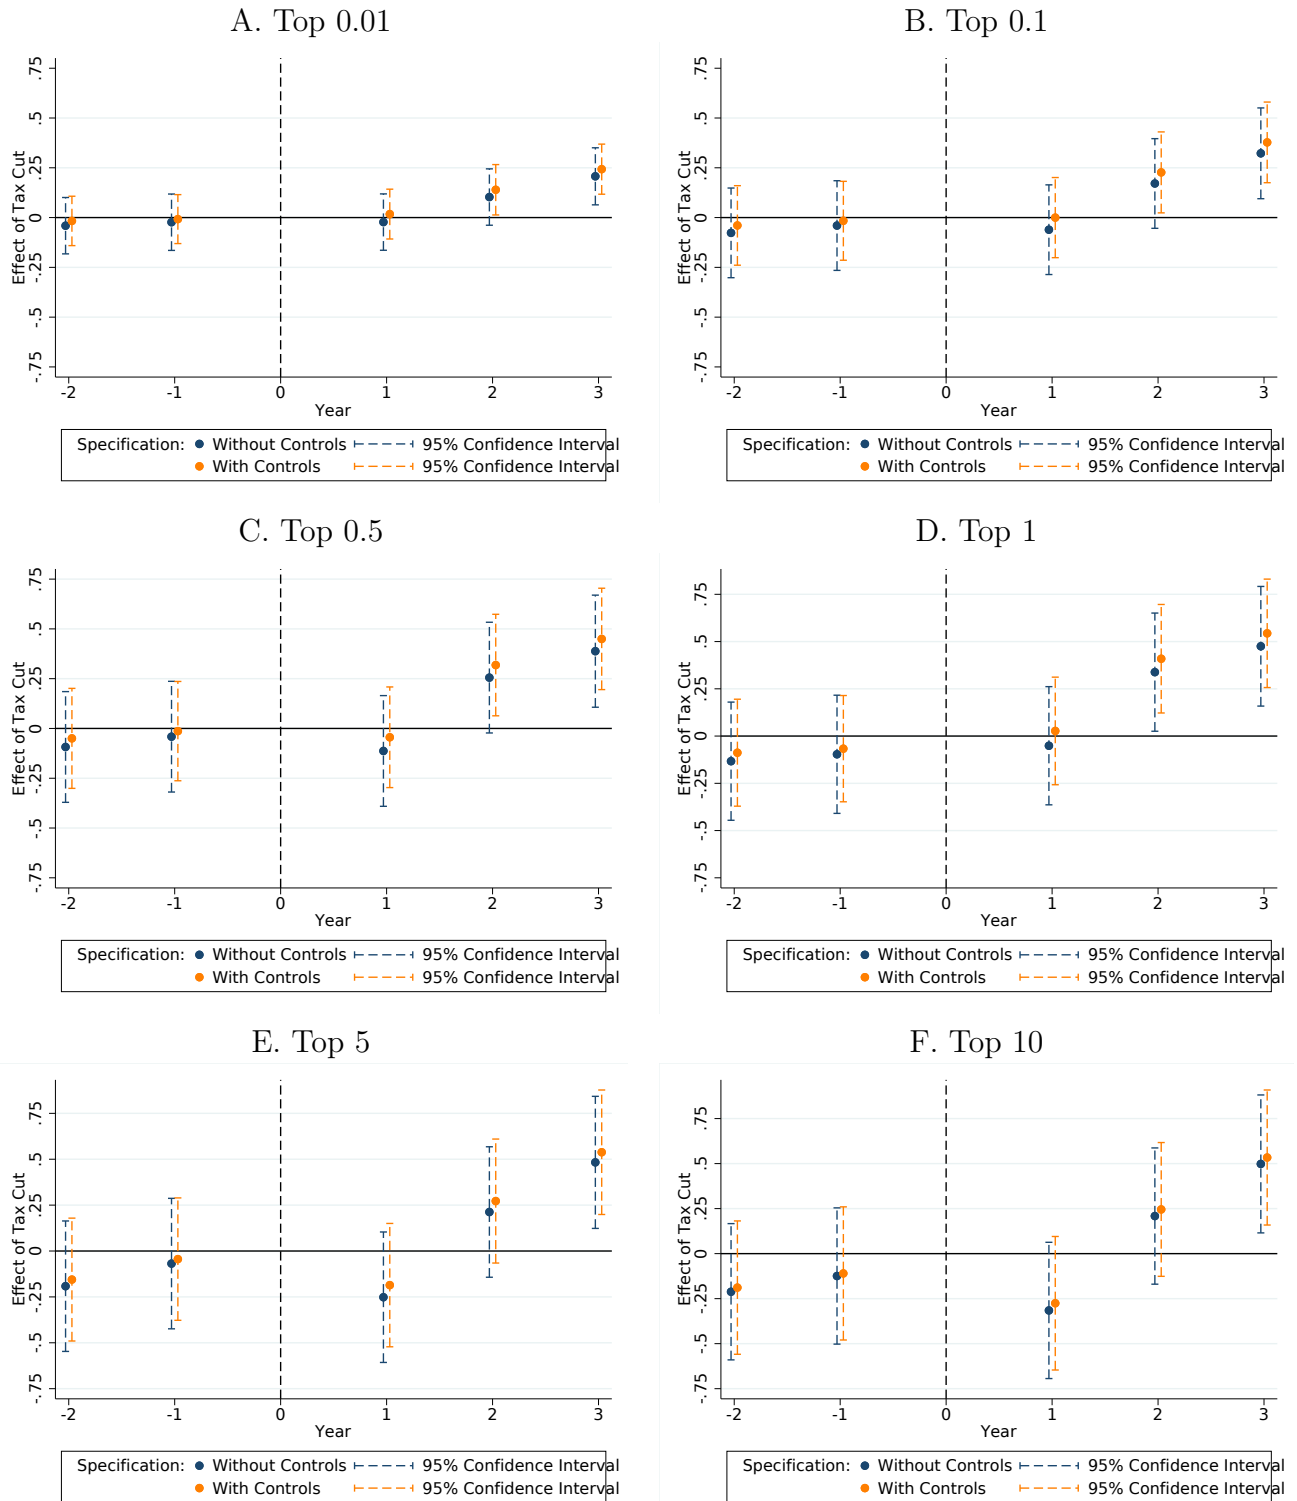 A. Top 0.01
B. Top 0.1
Effect of Tax Cut
.75
.5
.25
0
-.25
-.5
-.75
-2
-1
0
1
2
3
Year
Specification:
Without Controls
95% Confidence Interval
With Controls
95% Confidence Interval
Effect of Tax Cut
.75
.5
.25
0
-.25
-.5
-.75
-2
-1
0
1
2
3
Year
Specification:
Without Controls
95% Confidence Interval
With Controls
95% Confidence Interval
C. Top 0.5
D. Top 1
Effect of Tax Cut
.75
.5
.25
0
-.25
-.5
-.75
-2
-1
0
1
2
3
Year
Specification:
Without Controls
95% Confidence Interval
With Controls
95% Confidence Interval
Effect of Tax Cut
.75
.5
.25
0
-.25
-.5
-.75
-2
-1
0
1
2
3
Year
Specification:
Without Controls
95% Confidence Interval
With Controls
95% Confidence Interval
E. Top 5
F. Top 10
Effect of Tax Cut
.75
.5
.25
0
-.25
-.5
-.75
-2
-1
0
1
2
3
Year
Specification:
Without Controls
95% Confidence Interval
With Controls
95% Confidence Interval
Effect of Tax Cut
.75
.5
.25
0
-.25
-.5
-.75
-2
-1
0
1
2
3
Year
Specification:
Without Controls
95% Confidence Interval
With Controls
95% Confidence Interval